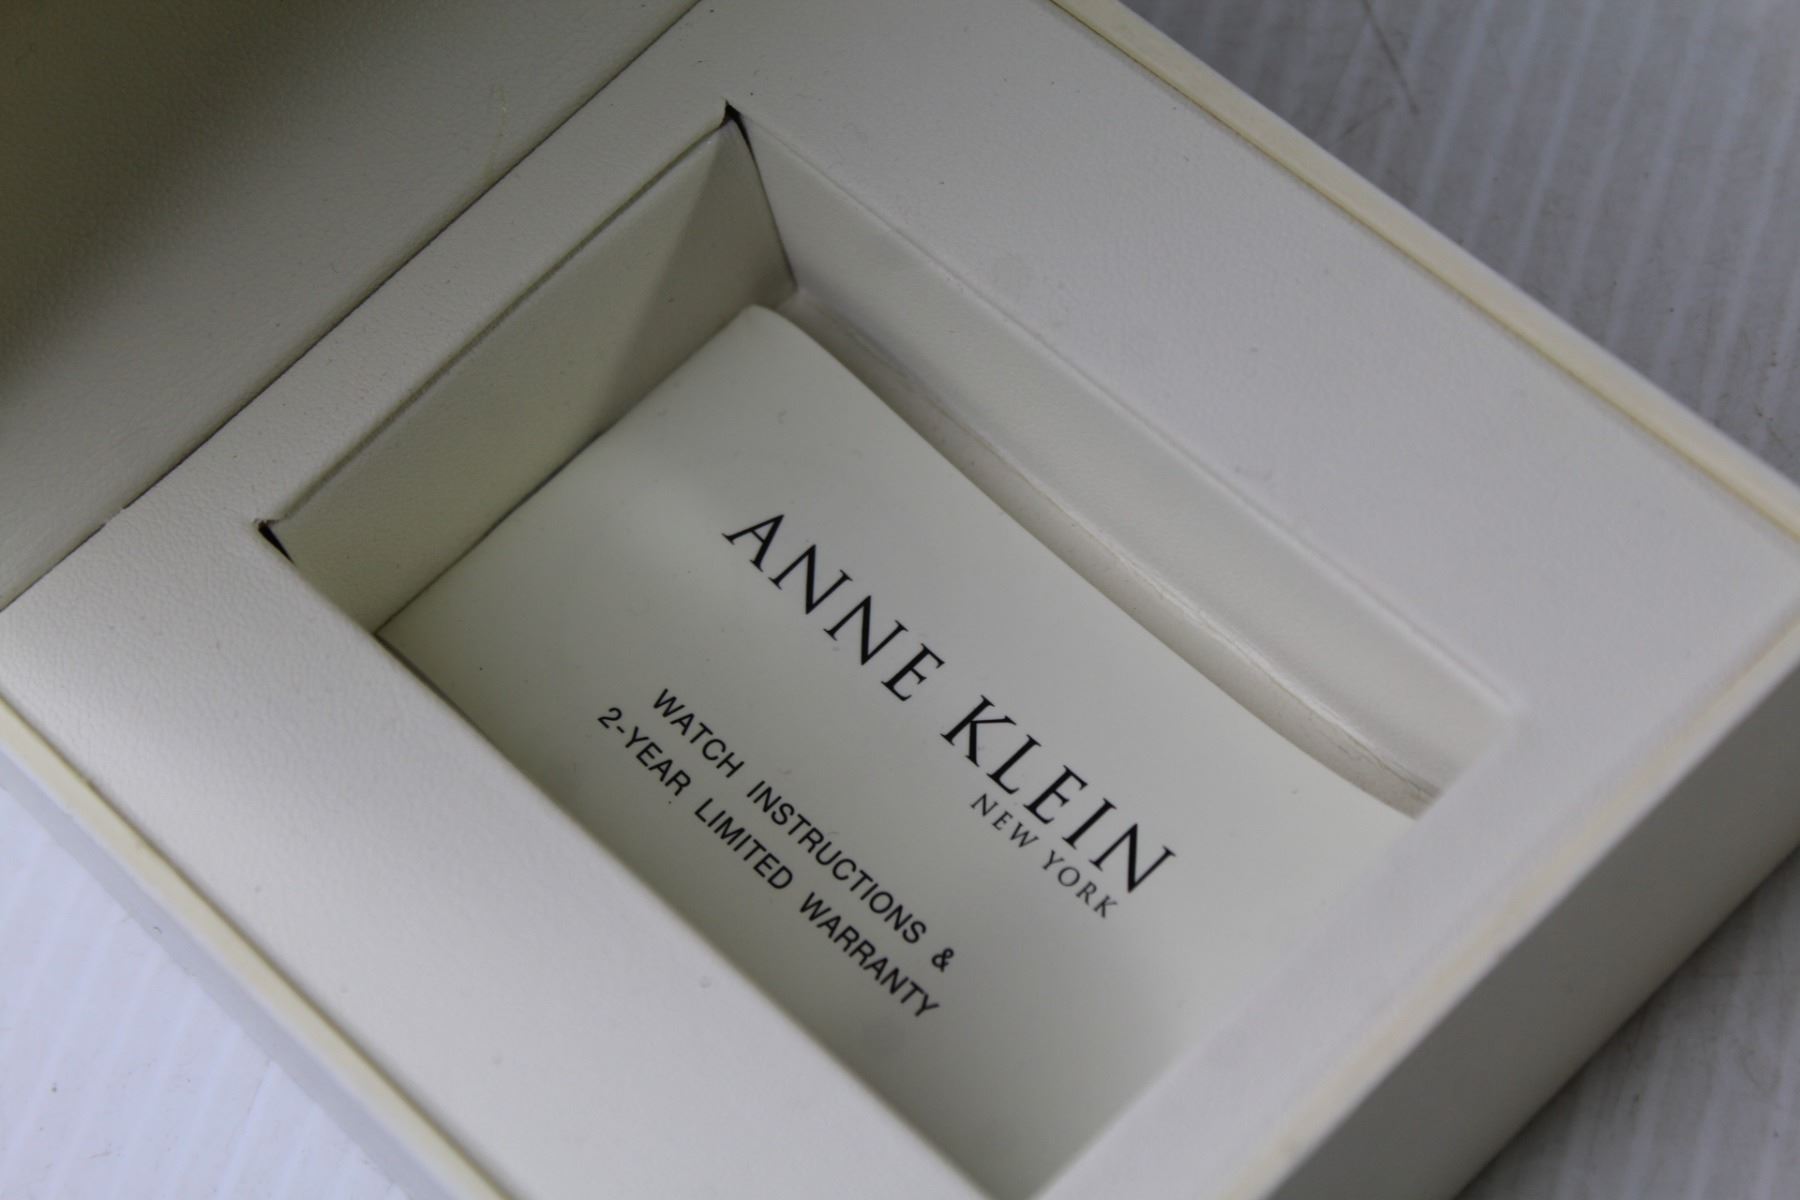 ANNE KLEIN
NEW YORK
WATCH INSTRUCTIONS &
2-YEAR LIMITED WARRANTY